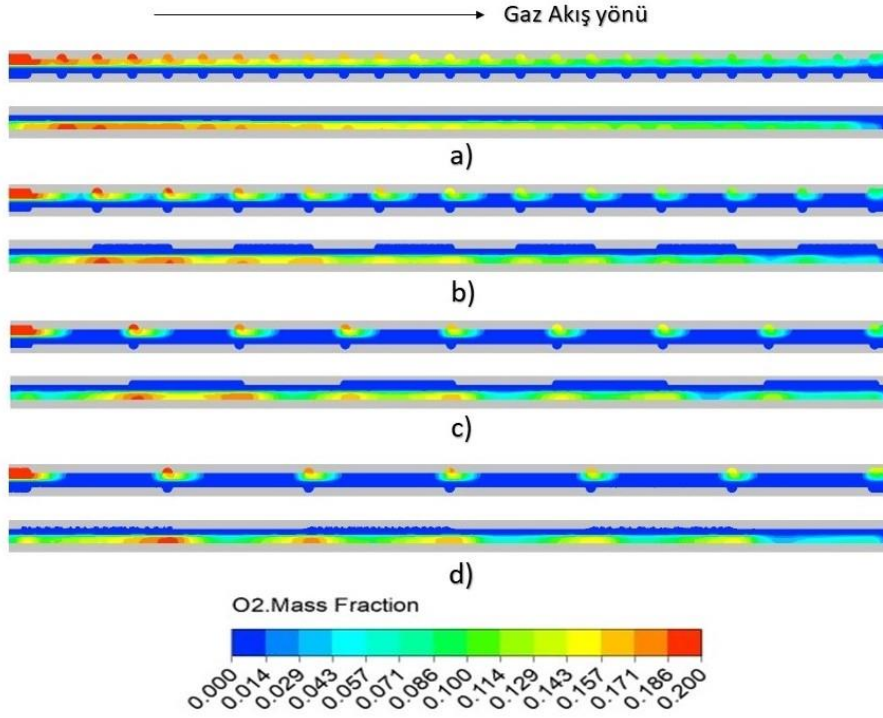 Gaz Akış yönü
a)
b)
c)
d)
O2.Mass Fraction
0.000 0.014 0.029 0.043 0.057 0.071 0.086 0.100 0.114 0.129 0.143 0.157 0.171 0.186 0.200